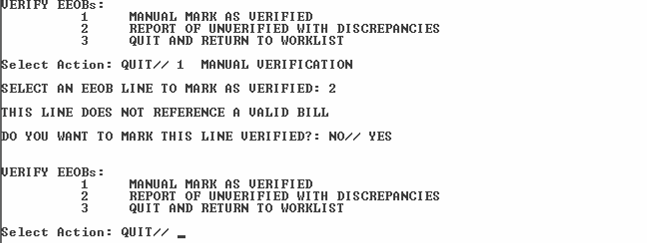 VERIFY EEOBs:
1 MANUAL MARK AS VERIFIED
2 REPORT OF UNVERIFIED WITH DISCREPANCIES
3 QUIT AND RETURN TO WORKLIST
Select Action: QUIT// 1 MANUAL VERIFICATION
SELECT AN EEOB LINE TO MARK AS VERIFIED: 2
THIS LINE DOES NOT REFERENCE A VALID BILL
DO YOU WANT TO MARK THIS LINE VERIFIED?: NO// YES
VERIFY EEOBs:
1 MANUAL MARK AS VERIFIED
2 REPORT OF UNVERIFIED WITH DISCREPANCIES
3 QUIT AND RETURN TO WORKLIST
Select Action: QUIT// _